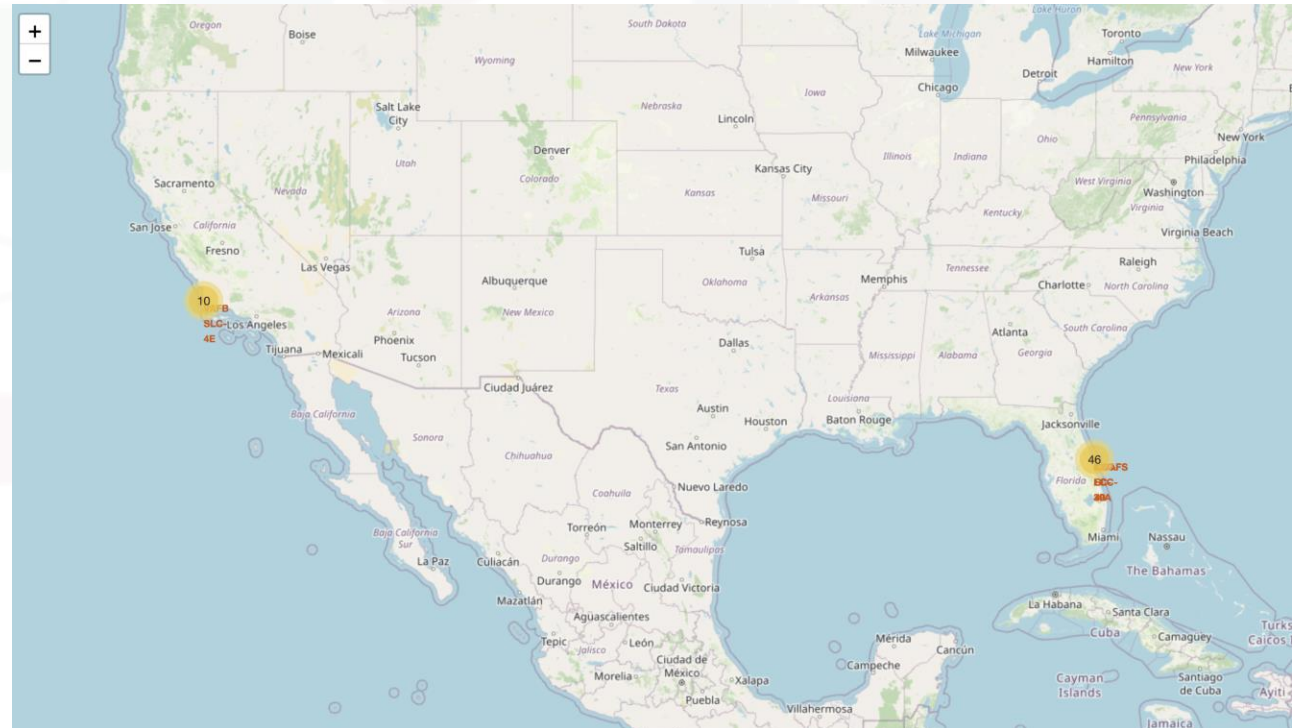 +
−
Oregon
Boise
South Dakota
Wyoming
Lake Huron
Lake Michigan
Milwaukee
Toronto
Hamilton
New York
Detroit
Chicago
Iowa
Salt Lake
City
Nebraska
Lincoln
Pennsylvania
New York
Philadelphia
Ohio
Illinois
Indiana
Denver
Colorado
Utah
Nevada
Sacramento
Kansas City
Kansas
Missouri
West Virginia
Washington
Virginia
Kentucky
Virginia Beach
San Jose
California
Fresno
Las Vegas
Tulsa
Raleigh
Albuquerque
Oklahoma
Memphis
Tennessee
Charlotte
North Carolina
10
SLC-
4E
Los Angeles
Arizona
New Mexico
Arkansas
South Carolina
Atlanta
Phoenix
Tucson
Tijuana
Mexicali
Dallas
Mississippi
Alabama
Georgia
Ciudad Juárez
Texas
Louisiana
Baja California
Austin
Houston
Baton Rouge
Jacksonville
Sonora
San Antonio
Chihuahua
46
Florida
Nuevo Laredo
Coahuila
Baja California
Sur
Torreón
Monterrey
Reynosa
Saltillo
Tamaulipas
Miami
Nassau
La Paz
Culiacán
Durango
Durango
México
Ciudad Victoria
The Bahamas
Mazatlán
Aguascalientes
La Habana
Santa Clara
Cuba
Camaguey
Turks
Caicos
Tepic
Jalisco
León
Morelia
Ciudad de
México
Puebla
Xalapa
Villahermosa
Campeche
Mérida
Cancún
Cayman
Islands
Santiago
de Cuba
Ayiti
Jamaica